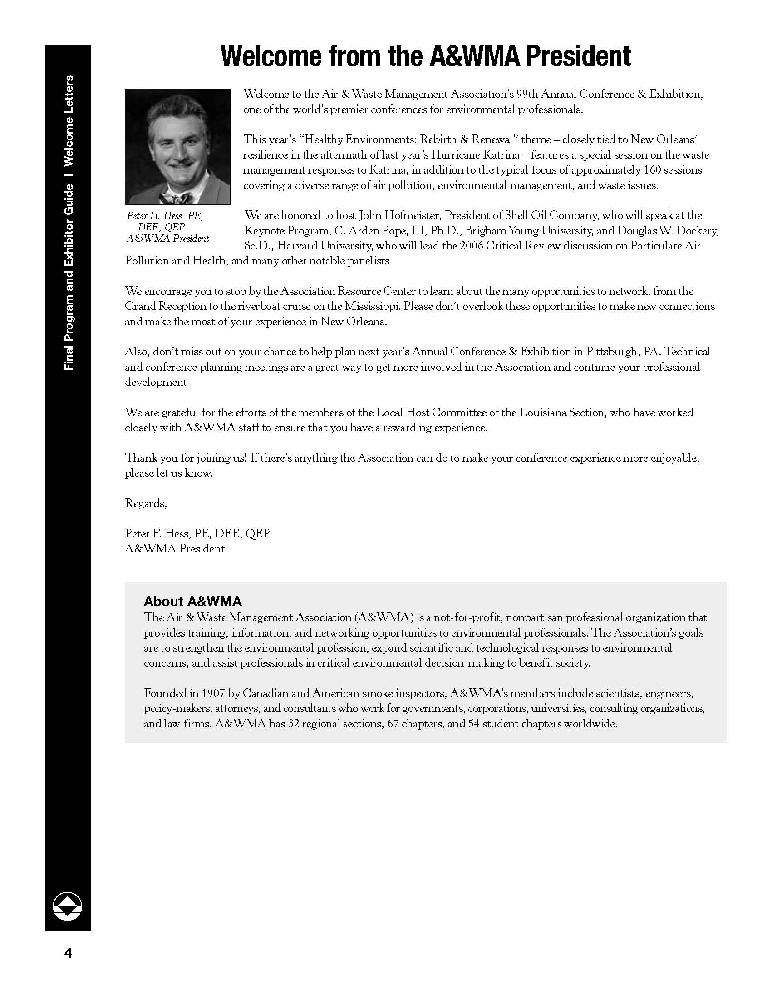 Final Program and Exhibitor Guide I Welcome Letters
Welcome from the A&WMA President
Peter H. Hess, PE,
DEE, QEP
A&WMA President
Welcome to the Air & Waste Management Association’s 99th Annual Conference & Exhibition,
one of the world’s premier conferences for environmental professionals.
This year’s “Healthy Environments: Rebirth & Renewal” theme – closely tied to New Orleans’
resilience in the aftermath of last year’s Hurricane Katrina – features a special session on the waste
management responses to Katrina, in addition to the typical focus of approximately 160 sessions
covering a diverse range of air pollution, environmental management, and waste issues.
We are honored to host John Hofmeister, President of Shell Oil Company, who will speak at the
Keynote Program; C. Arden Pope, III, Ph.D., Brigham Young University, and Douglas W. Dockery,
Sc.D., Harvard University, who will lead the 2006 Critical Review discussion on Particulate Air
Pollution and Health; and many other notable panelists.
We encourage you to stop by the Association Resource Center to learn about the many opportunities to network, from the
Grand Reception to the riverboat cruise on the Mississippi. Please don’t overlook these opportunities to make new connections
and make the most of your experience in New Orleans.
Also, don’t miss out on your chance to help plan next year’s Annual Conference & Exhibition in Pittsburgh, PA. Technical
and conference planning meetings are a great way to get more involved in the Association and continue your professional
development.
We are grateful for the efforts of the members of the Local Host Committee of the Louisiana Section, who have worked
closely with A&WMA staff to ensure that you have a rewarding experience.
Thank you for joining us! If there’s anything the Association can do to make your conference experience more enjoyable,
please let us know.
Regards,
Peter F. Hess, PE, DEE, QEP
A&WMA President
About A&WMA
The Air & Waste Management Association (A&WMA) is a not-for-profit, nonpartisan professional organization that
provides training, information, and networking opportunities to environmental professionals. The Association’s goals
are to strengthen the environmental profession, expand scientific and technological responses to environmental
concerns, and assist professionals in critical environmental decision-making to benefit society.
Founded in 1907 by Canadian and American smoke inspectors, A&WMA’s members include scientists, engineers,
policy-makers, attorneys, and consultants who work for governments, corporations, universities, consulting organizations,
and law firms. A&WMA has 32 regional sections, 67 chapters, and 54 student chapters worldwide.
4